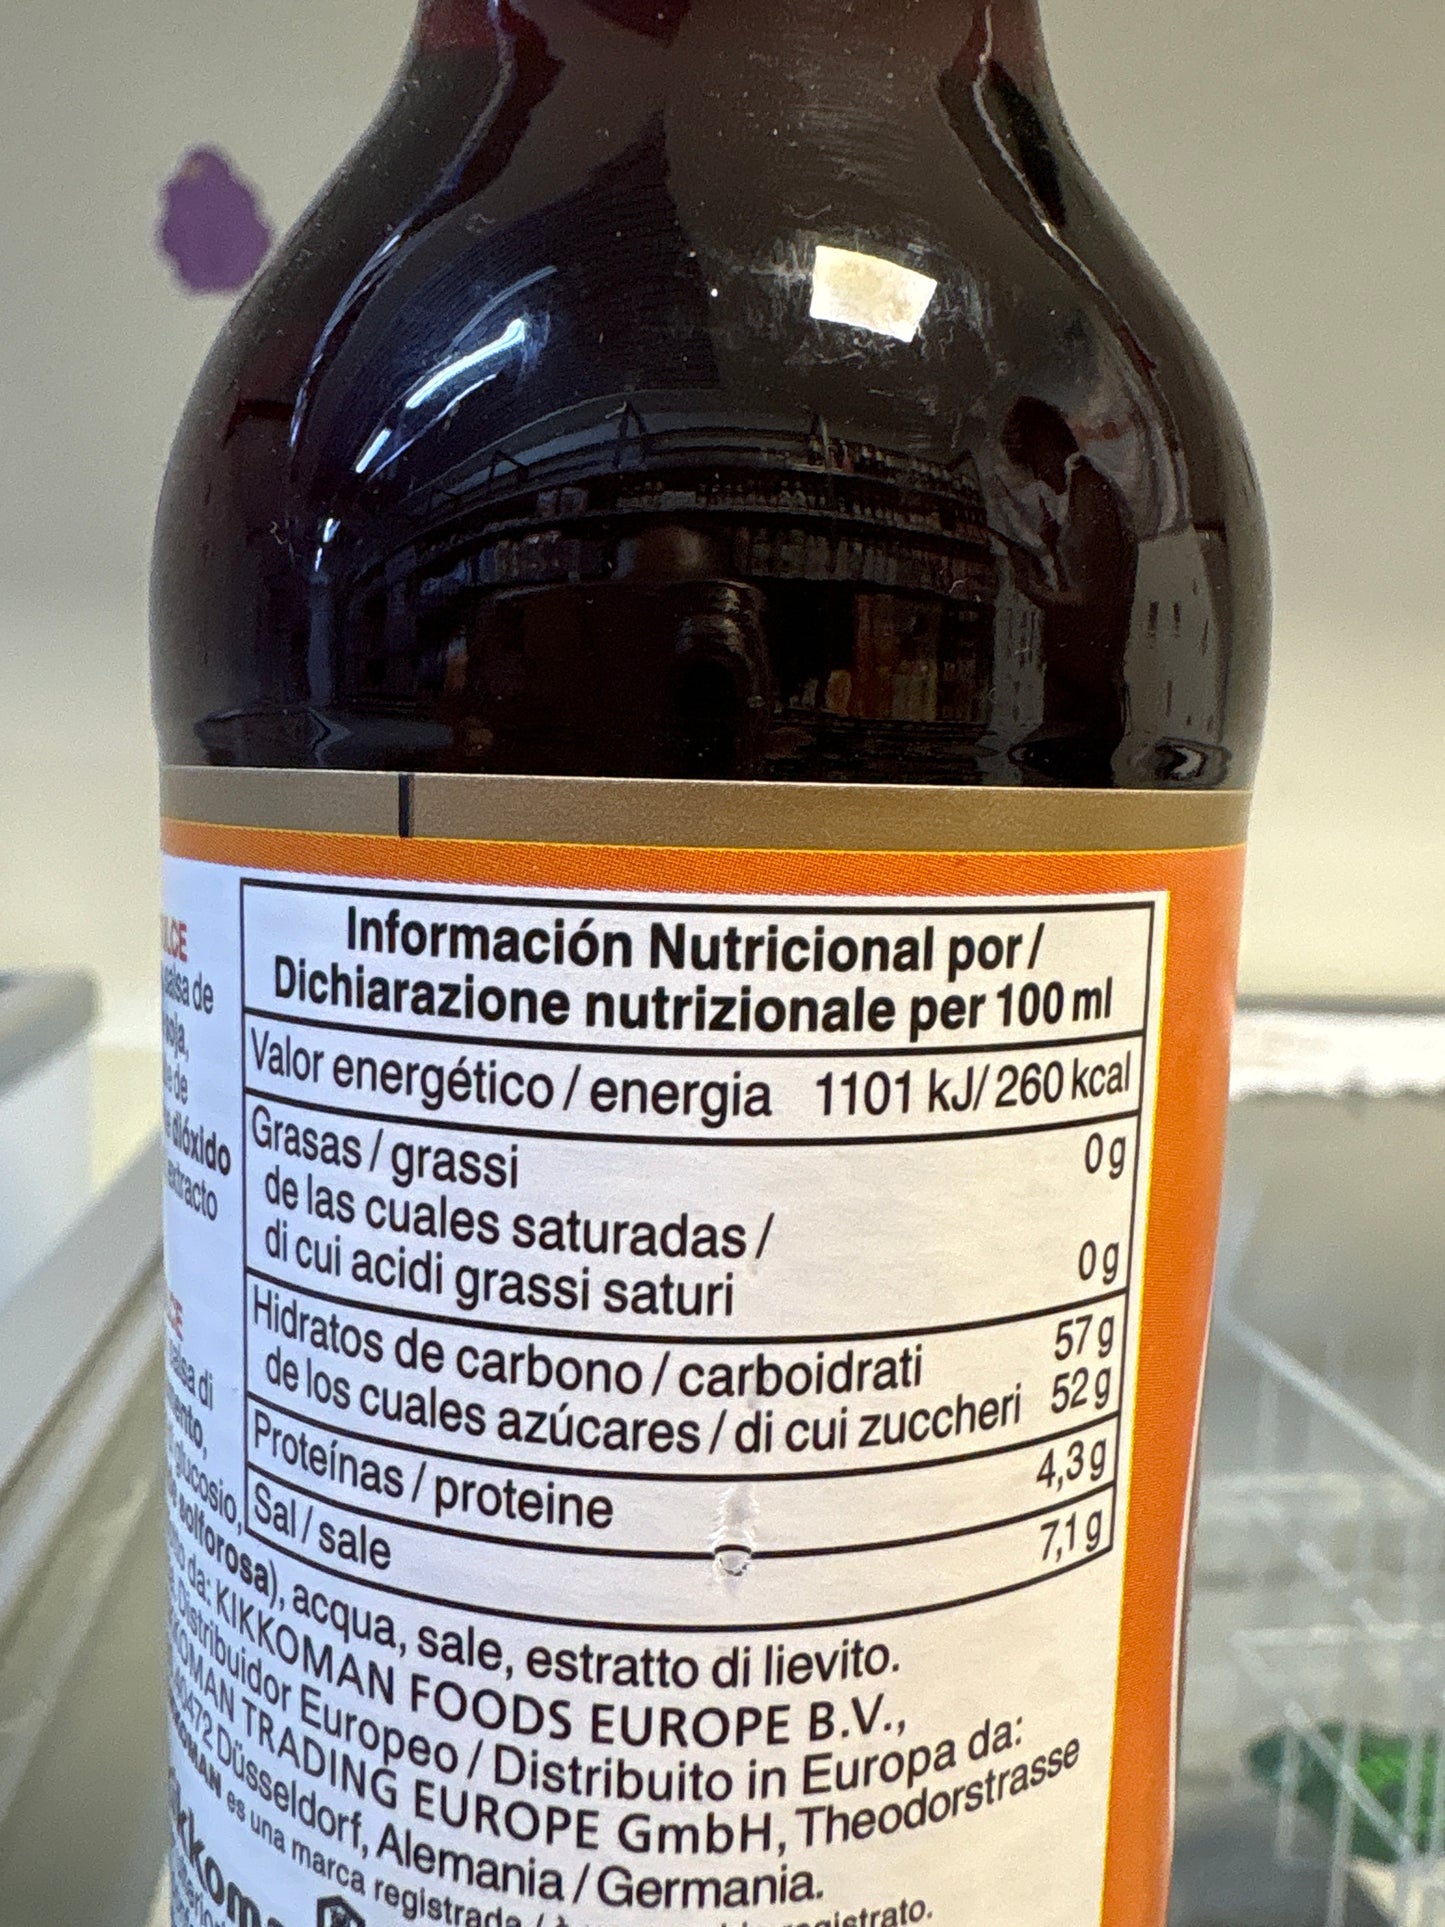 Información Nutricional por/
Dichiarazione nutrizionale per 100 ml
Valor energético / energia 1101 kJ/ 260 kcal
Grasas / grassi 0 g
de las cuales saturadas /
di cui acidi grassi saturi 0 g
Hidratos de carbono / carboidrati 57 g
de los cuales azúcares / di cui zuccheri 52 g
Proteínas / proteine 4,3 g
Sal / sale 7,1 g
salsa de
soja,
dióxido
extracto
salsa di
glucosio,
solforosa), acqua, sale, estratto di lievito.
da: KIKKOMAN FOODS EUROPE B.V.,
Distribuidor Europeo / Distribuito in Europa da:
TRADING EUROPE GmbH, Theodorstrasse
Düsseldorf, Alemania / Germania.
es una marca registrada /